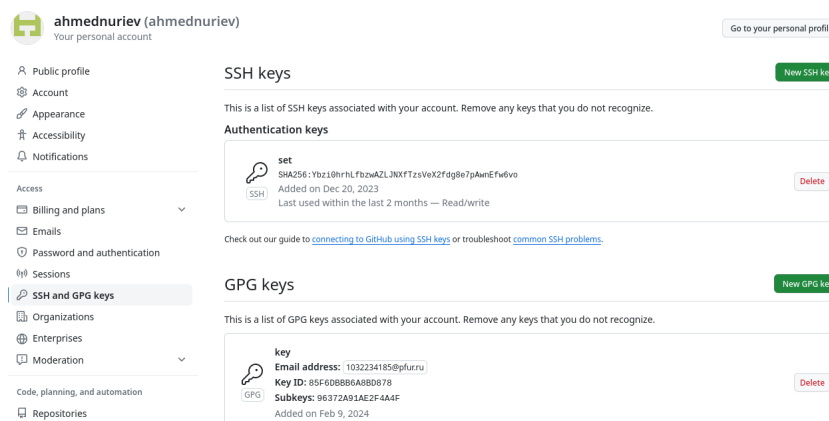 ahmednuriev (ahmednuriev)
Your personal account
Go to your personal profil
Public profile
Account
Appearance
Accessibility
Notifications
Access
Billing and plans
Emails
Password and authentication
Sessions
SSH and GPG keys
Organizations
Enterprises
Moderation
Code, planning, and automation
Repositories
SSH keys
New SSH ke
This is a list of SSH keys associated with your account. Remove any keys that you do not recognize.
Authentication keys
set
SHA256:Ybzi0hrhLfbzwAZLJNXfTzsVeX2fdg8e7pAwnEfw6vo
SSH
Added on Dec 20, 2023
Last used within the last 2 months — Read/write
Delete
Check out our guide to connecting to GitHub using SSH keys or troubleshoot common SSH problems.
GPG keys
New GPG ke
This is a list of GPG keys associated with your account. Remove any keys that you do not recognize.
key
Email address: 1032234185@pfur.ru
Key ID: 85F6DBBB6A8BD878
GPG
Subkeys: 96372A91AE2F4A4F
Added on Feb 9, 2024
Delete